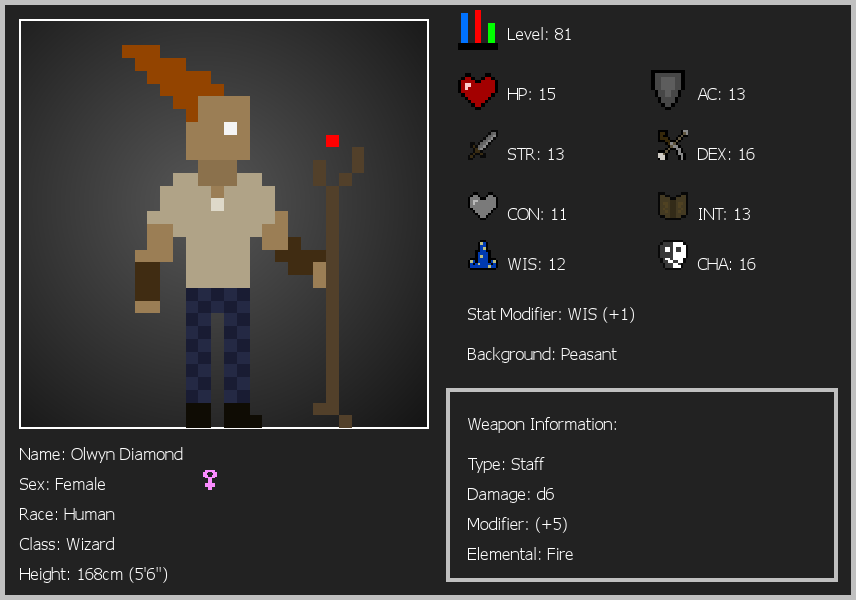 Level: 81
HP: 15
AC: 13
STR: 13
DEX: 16
CON: 11
INT: 13
WIS: 12
CHA: 16
Stat Modifier: WIS (+1)
Background: Peasant
Weapon Information:
Type: Staff
Damage: d6
Modifier: (+5)
Elemental: Fire
Name: Olwyn Diamond
Sex: Female
Race: Human
Class: Wizard
Height: 168cm (5'6")